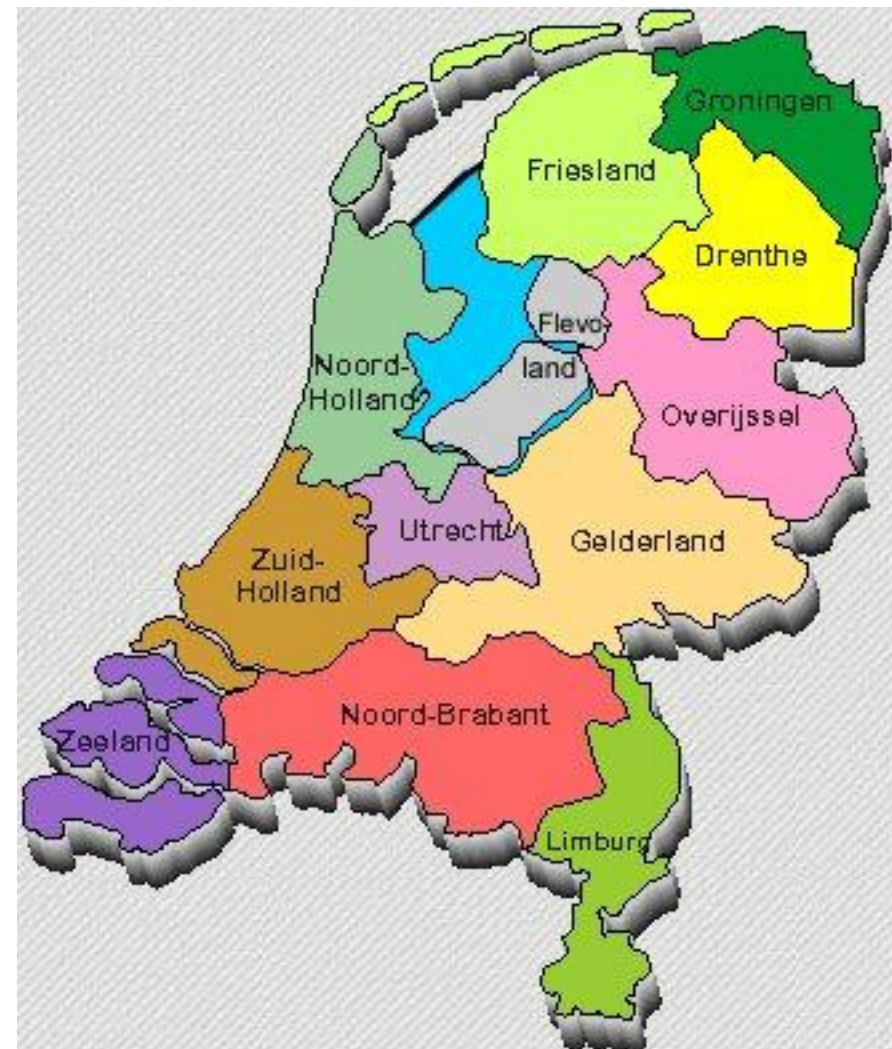 Groningen
Friesland
Drenthe
Flevo-
land
Noord-
Holland
Overijssel
Utrecht
Gelderland
Zuid-
Holland
Noord-Brabant
Zeeland
Limburg